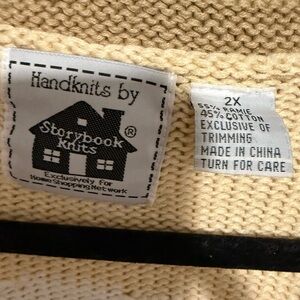 Handknits by
Storybook
Knits
®
Exclusively For
Home Shopping Network
2X
55% RAMIE
45% COTTON
EXCLUSIVE OF
TRIMMING
MADE IN CHINA
TURN FOR CARE